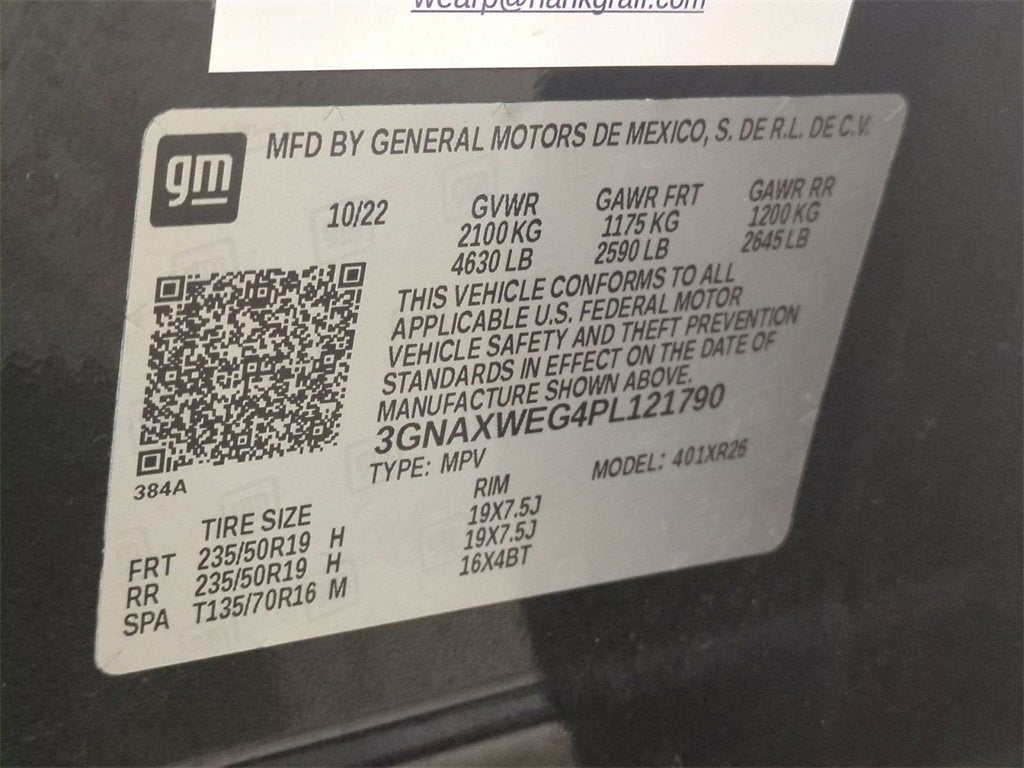 wearp@hankgraff.com
MFD BY GENERAL MOTORS DE MEXICO, S. DE R.L. DE C.V.
gm
10/22 GVWR GAWR FRT GAWR RR
2100 KG 1175 KG 1200 KG
4630 LB 2590 LB 2645 LB
THIS VEHICLE CONFORMS TO ALL
APPLICABLE U.S. FEDERAL MOTOR
VEHICLE SAFETY AND THEFT PREVENTION
STANDARDS IN EFFECT ON THE DATE OF
MANUFACTURE SHOWN ABOVE.
3GNAXWEG4PL121790
TYPE: MPV MODEL: 401XR26
384A
TIRE SIZE RIM
FRT 235/50R19 H 19X7.5J
RR 235/50R19 H 19X7.5J
SPA T135/70R16 M 16X4BT